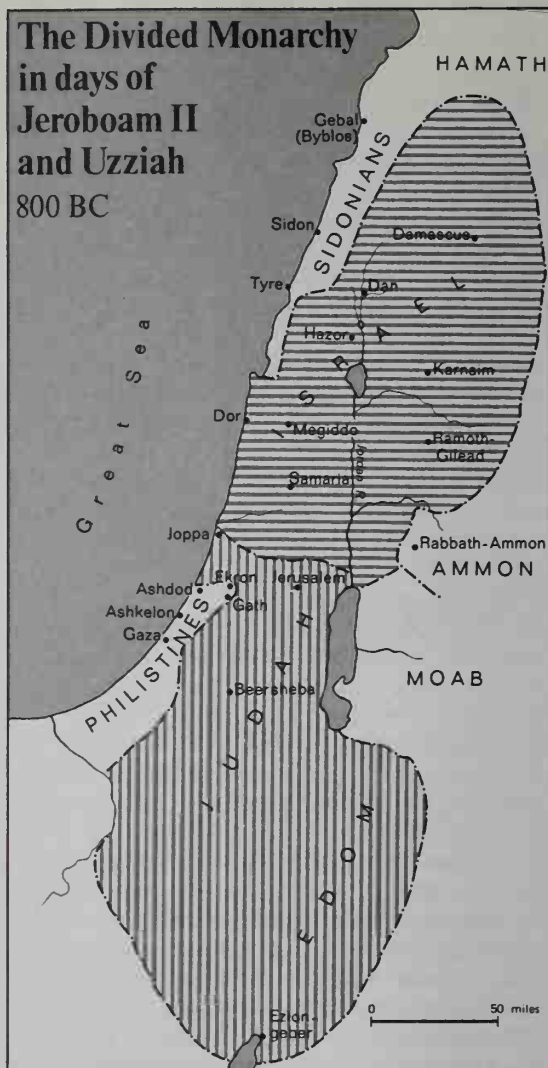 The Divided Monarchy
in days of
Jeroboam II
and Uzziah
800 BC
HAMATH
Gebal
(Byblos)
SIDONIANS
Sidon
Damascus
Tyre
Dan
Hazor
ISRAEL
Karnaim
Great Sea
Dor
Megiddo
Ramoth-
Gilead
Jordan R
Samaria
Joppa
Rabbath-Ammon
AMMON
Ekron
Jerusalem
Ashdod
Gath
Ashkelon
Gaza
PHILISTINES
JUDAH
MOAB
Beersheba
EDOM
0 50 miles
Ezion-
geber